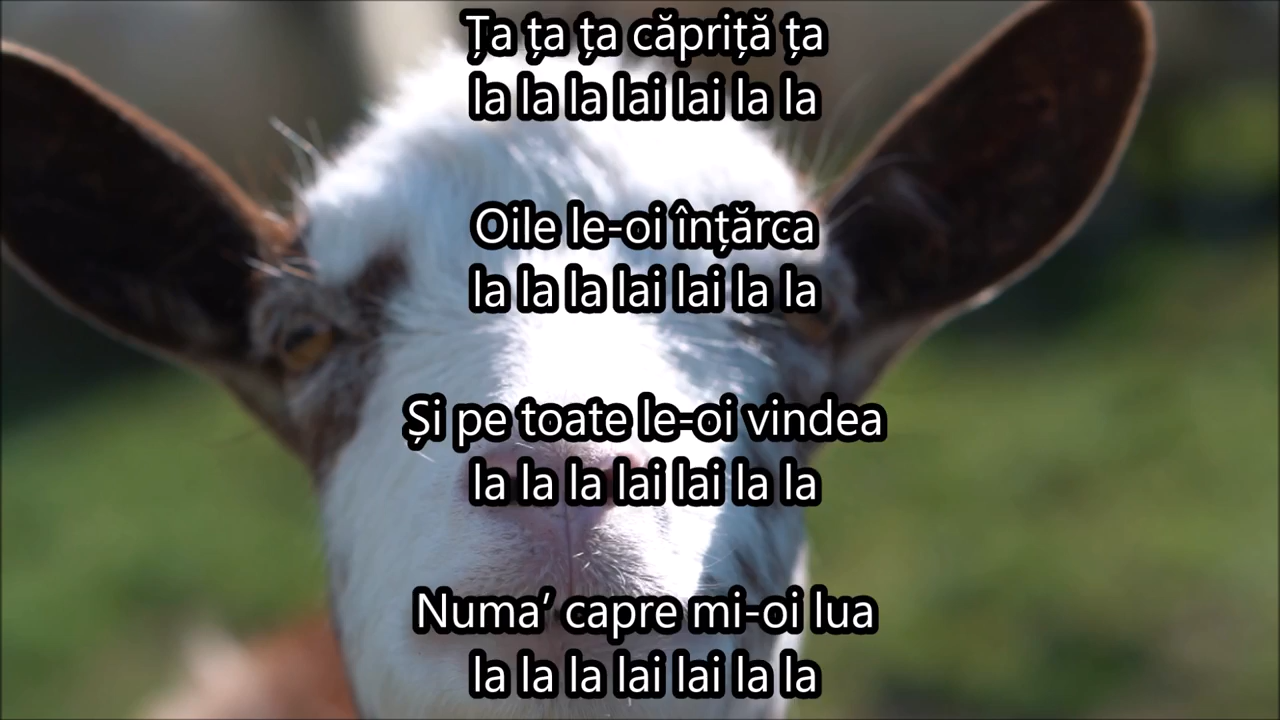 Ța ța ța căpriță ța
la la la lai lai la la
Oile le-oi înțărca
la la la lai lai la la
Și pe toate le-oi vindea
la la la lai lai la la
Numa’ capre mi-oi lua
la la la lai lai la la